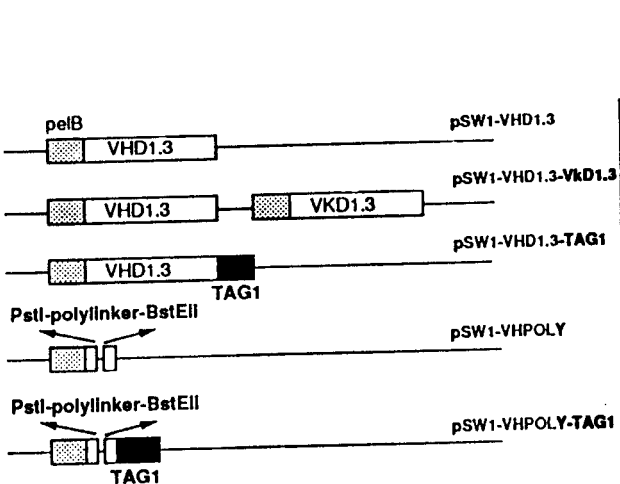 pelB
pSW1-VHD1.3
VHD1.3
pSW1-VHD1.3-VkD1.3
VHD1.3
VKD1.3
pSW1-VHD1.3-TAG1
VHD1.3
TAG1
PstI-polylinker-BstEII
pSW1-VHPOLY
PstI-polylinker-BstEII
pSW1-VHPOLY-TAG1
TAG1